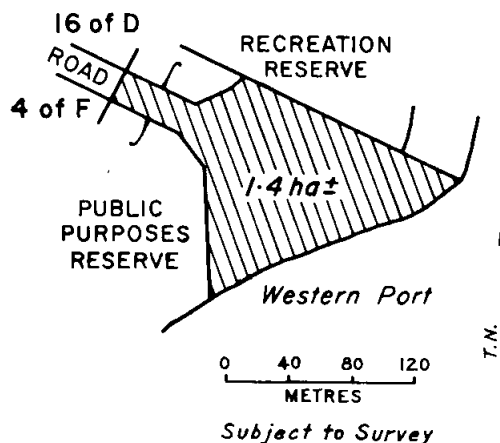 16 of D
ROAD
4 of F
RECREATION
RESERVE
1·4 ha ±
PUBLIC
PURPOSES
RESERVE
Western Port
T.N.
0 40 80 120
METRES
Subject to Survey